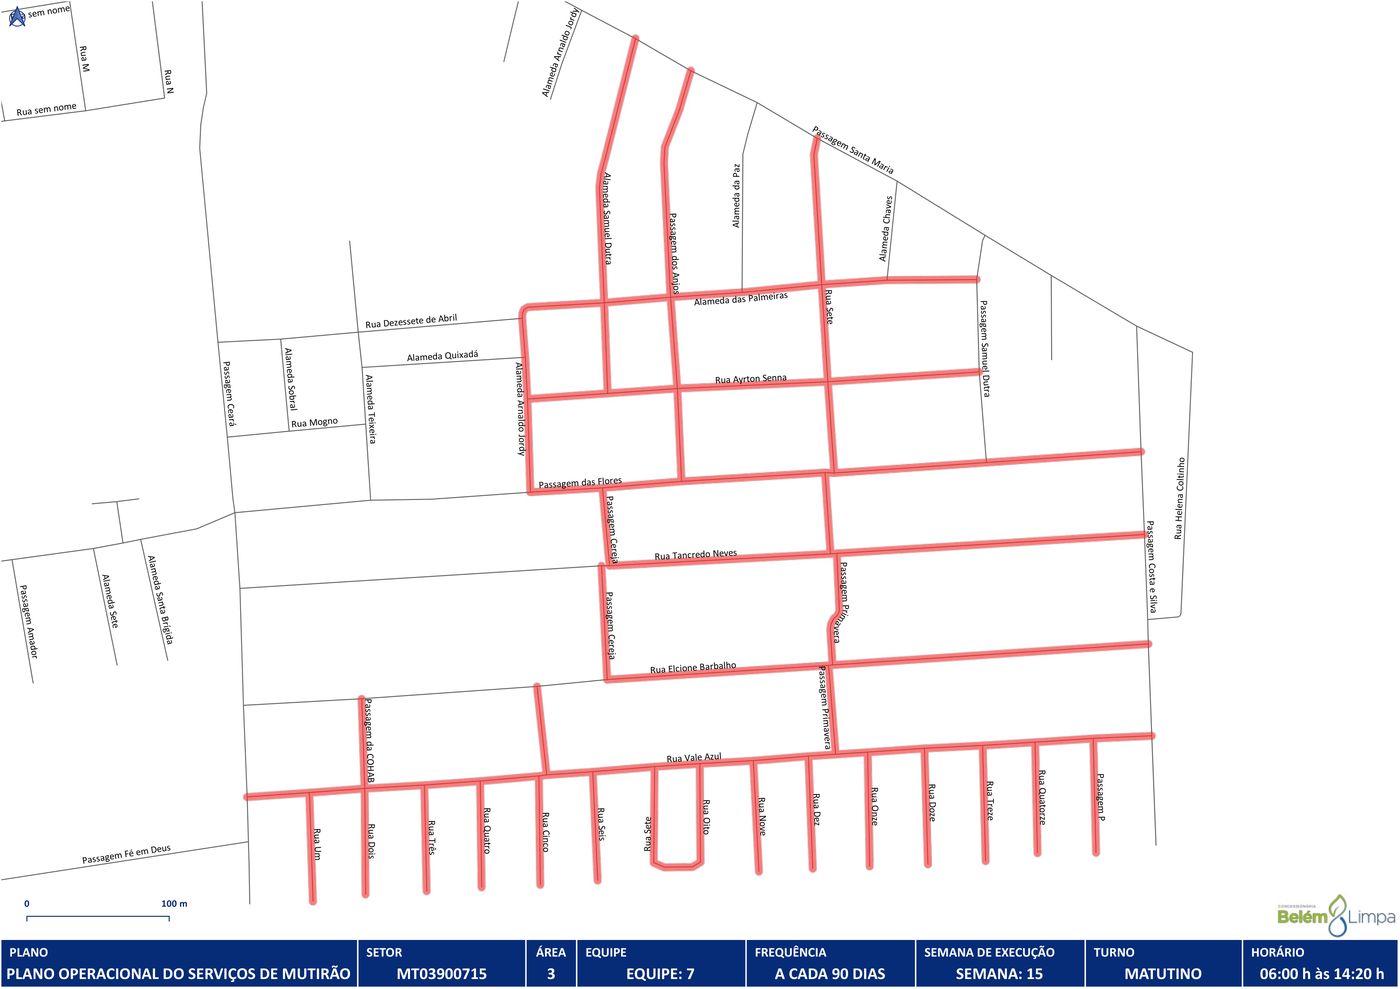 sem nome
Rua M
Rua N
Rua sem nome
Alameda Arnaldo Jordy
Passagem Santa Maria
Alameda da Paz
Alameda Samuel Dutra
Passagem dos Anjos
Alameda Chaves
Alameda das Palmeiras
Rua Sete
Passagem Samuel Dutra
Rua Dezessete de Abril
Alameda Quixadá
Alameda Sobral
Passagem Ceará
Alameda Teixeira
Alameda Arnaldo Jordy
Rua Ayrton Senna
Rua Mogno
Passagem das Flores
Rua Helena Coltinho
Passagem Cereja
Rua Tancredo Neves
Passagem Costa e Silva
Alameda Santa Brigida
Alameda Sete
Passagem Amador
Passagem Cereja
Passagem Primavera
Rua Elcione Barbalho
Passagem Primavera
Passagem da COHAB
Rua Vale Azul
Rua Um
Rua Dois
Rua Três
Rua Quatro
Rua Cinco
Rua Seis
Rua Sete
Rua Oito
Rua Nove
Rua Dez
Rua Onze
Rua Doze
Rua Treze
Rua Quatorze
Passagem P
Passagem Fé em Deus
0 100 m
CONCESSIONÁRIA
Belém Limpa
PLANO
PLANO OPERACIONAL DO SERVIÇOS DE MUTIRÃO
SETOR
MT03900715
ÁREA
3
EQUIPE
EQUIPE: 7
FREQUÊNCIA
A CADA 90 DIAS
SEMANA DE EXECUÇÃO
SEMANA: 15
TURNO
MATUTINO
HORÁRIO
06:00 h às 14:20 h